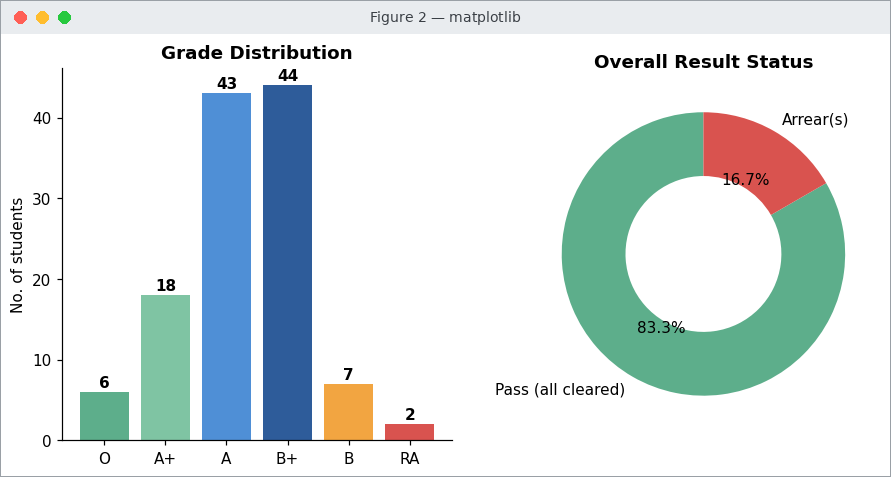 Figure 2 — matplotlib
Grade Distribution
No. of students
40
30
20
10
0
6
18
43
44
7
2
O
A+
A
B+
B
RA
Overall Result Status
Arrear(s)
16.7%
83.3%
Pass (all cleared)